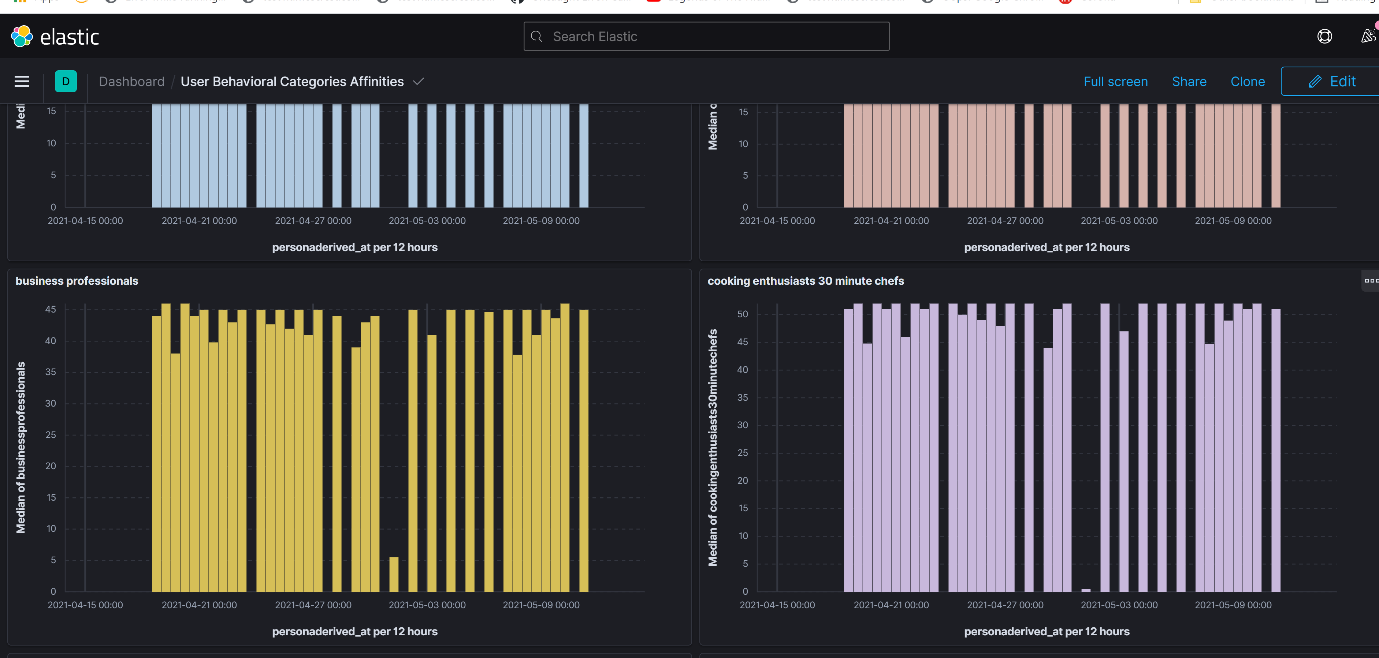 elastic
Search Elastic
D
Dashboard / User Behavioral Categories Affinities
Full screen
Share
Clone
Edit
15
10
5
0
2021-04-15 00:00 2021-04-21 00:00 2021-04-27 00:00 2021-05-03 00:00 2021-05-09 00:00
personaderived_at per 12 hours
15
10
5
0
2021-04-15 00:00 2021-04-21 00:00 2021-04-27 00:00 2021-05-03 00:00 2021-05-09 00:00
personaderived_at per 12 hours
business professionals
Median of businessprofessionals
45
40
35
30
25
20
15
10
5
0
2021-04-15 00:00 2021-04-21 00:00 2021-04-27 00:00 2021-05-03 00:00 2021-05-09 00:00
personaderived_at per 12 hours
cooking enthusiasts 30 minute chefs
Median of cookingenthusiasts30minutechefs
50
45
40
35
30
25
20
15
10
5
0
2021-04-15 00:00 2021-04-21 00:00 2021-04-27 00:00 2021-05-03 00:00 2021-05-09 00:00
personaderived_at per 12 hours